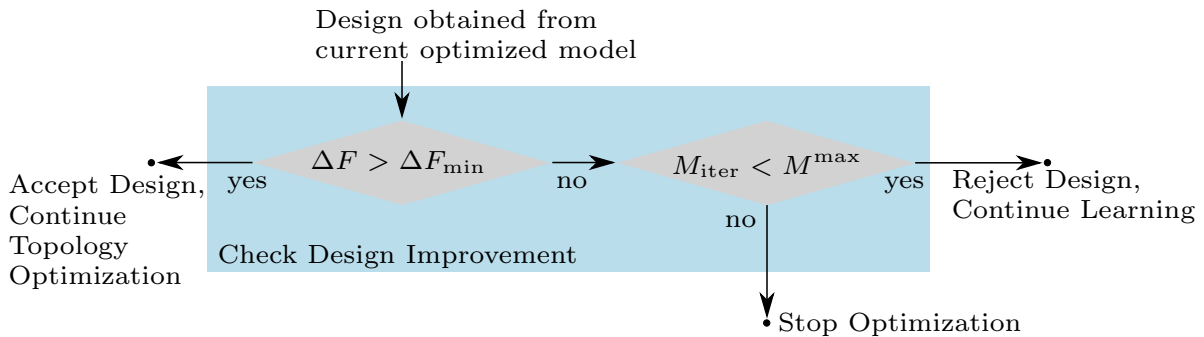 Design obtained from
current optimized model
ΔF > ΔF_min
yes
no
M_iter < M^max
yes
no
Accept Design,
Continue
Topology
Optimization
Reject Design,
Continue Learning
Check Design Improvement
Stop Optimization